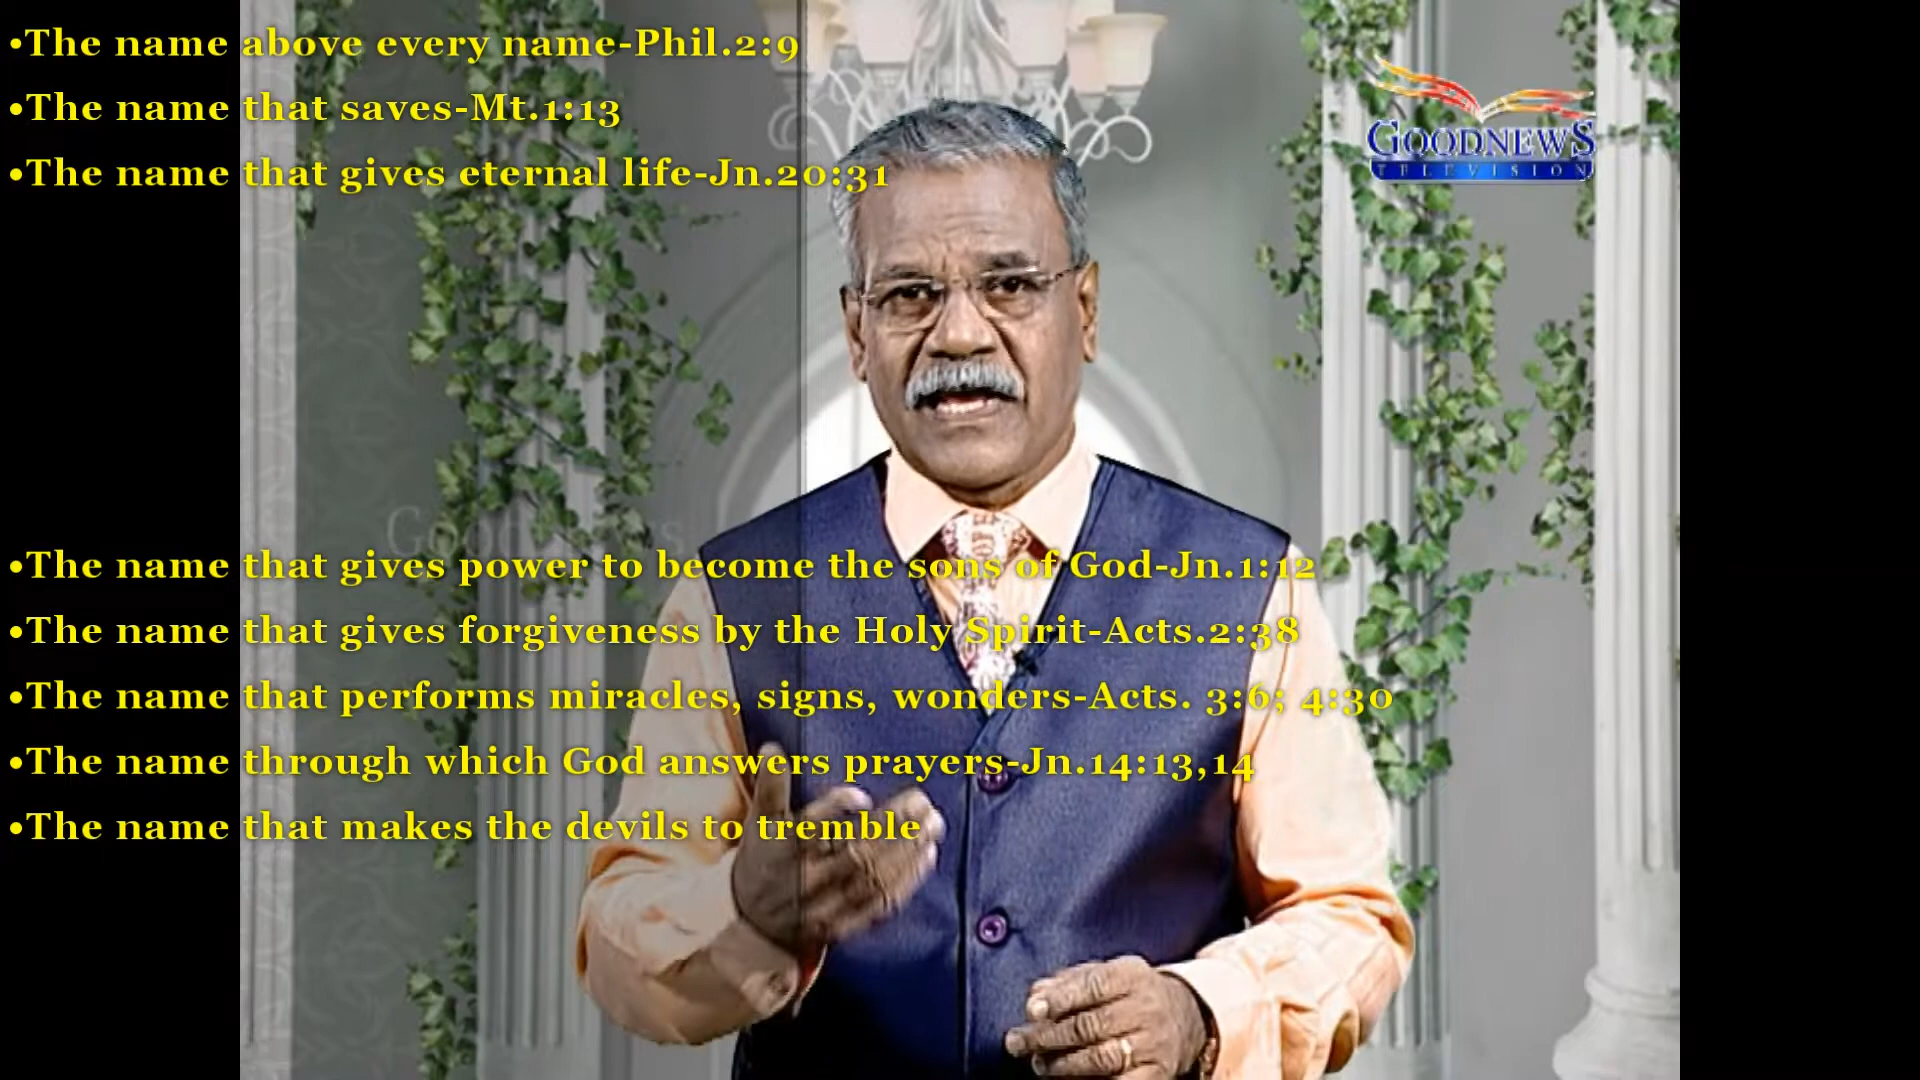 •The name above every name-Phil.2:9
•The name that saves-Mt.1:13
•The name that gives eternal life-Jn.20:31
GOODNEWS
TELEVISION
Goodnews
•The name that gives power to become the sons of God-Jn.1:12
•The name that gives forgiveness by the Holy Spirit-Acts.2:38
•The name that performs miracles, signs, wonders-Acts. 3:6; 4:30
•The name through which God answers prayers-Jn.14:13,14
•The name that makes the devils to tremble